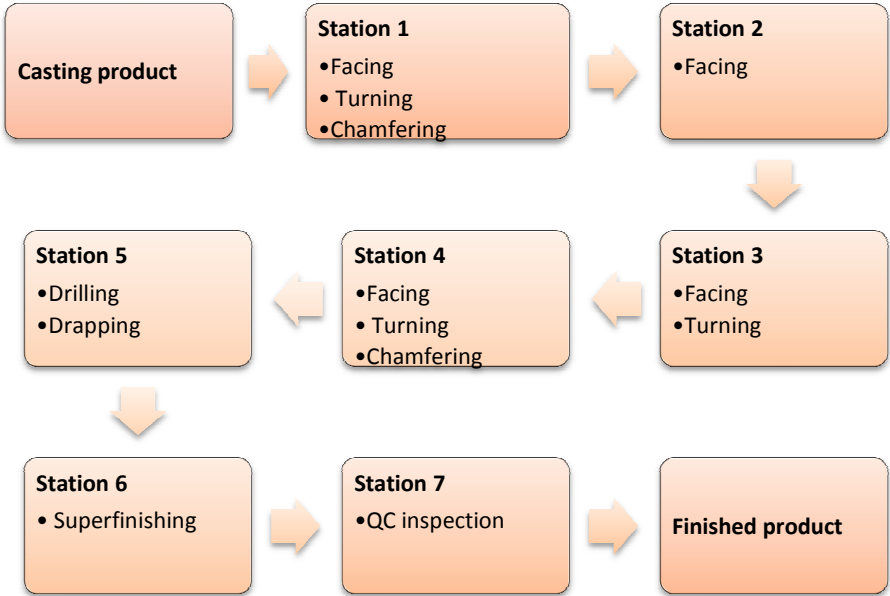 Casting product
Station 1
•Facing
• Turning
•Chamfering
Station 2
•Facing
Station 3
•Facing
•Turning
Station 4
•Facing
• Turning
•Chamfering
Station 5
•Drilling
•Drapping
Station 6
• Superfinishing
Station 7
•QC inspection
Finished product